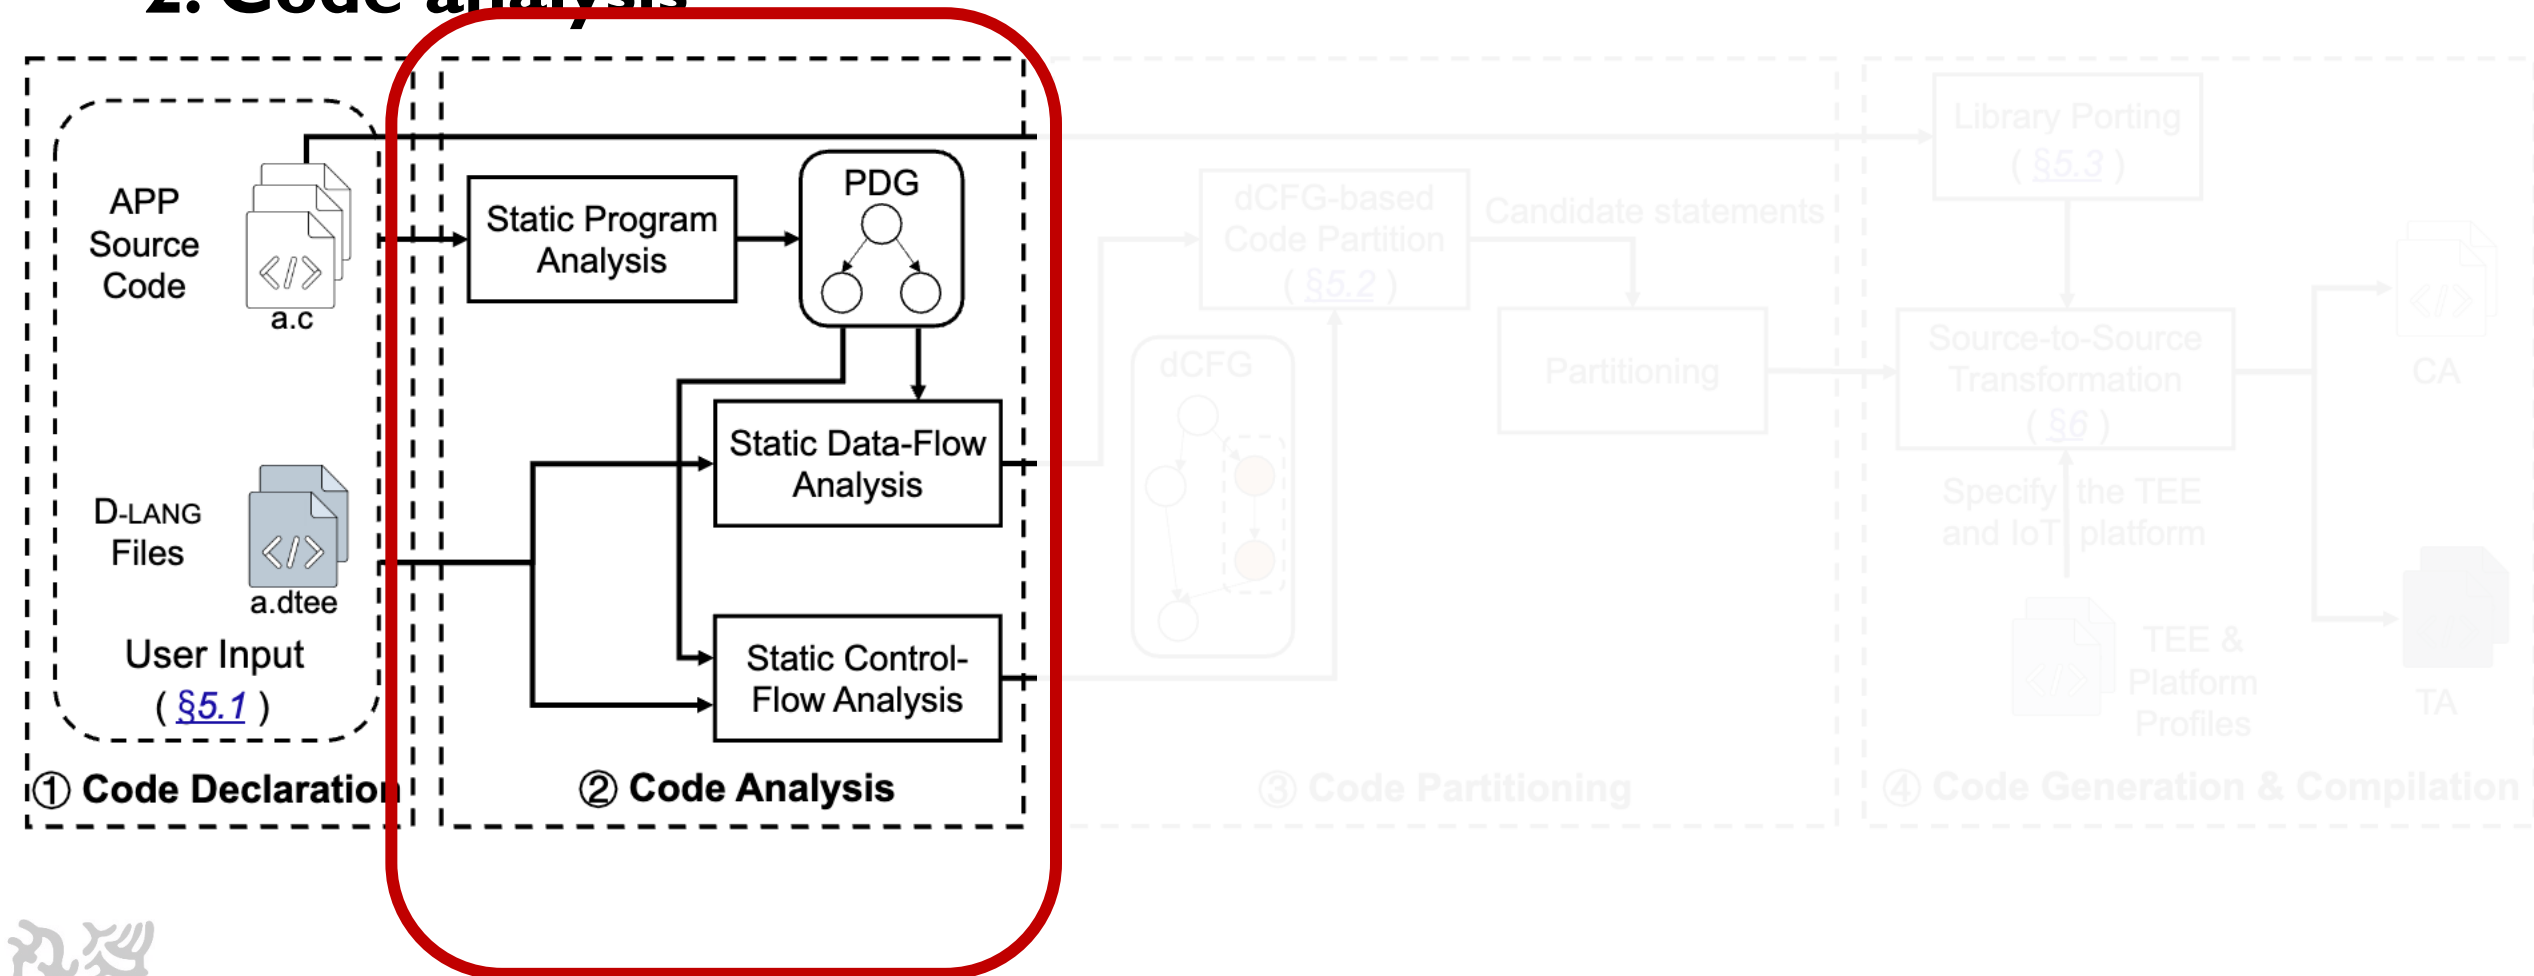 2. Code analysis
APP
Source
Code
</>
a.c
D-LANG
Files
</>
a.dtee
User Input
( §5.1 )
① Code Declaration
Static Program
Analysis
PDG
Static Data-Flow
Analysis
Static Control-
Flow Analysis
② Code Analysis
dCFG-based
Code Partition
( §5.2 )
Candidate statements
dCFG
Partitioning
③ Code Partitioning
Library Porting
( §5.3 )
Source-to-Source
Transformation
( §6 )
Specify the TEE
and IoT platform
</>
TEE &
Platform
Profiles
</>
CA
TA
④ Code Generation & Compilation